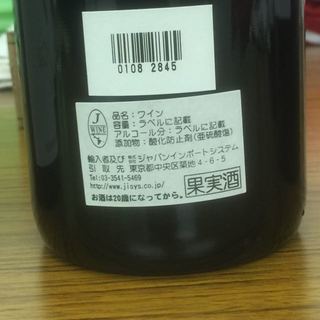 0108 2845
J
WINE
品名：ワイン
容量：ラベルに記載
アルコール分：ラベルに記載
添加物：酸化防止剤(亜硫酸塩)
輸入者及び 株式会社 ジャパンインポートシステム
引取先 東京都中央区築地4-6-5
Tel:03-3541-5469
http://www.jisys.co.jp/
お酒は20歳になってから。
果実酒